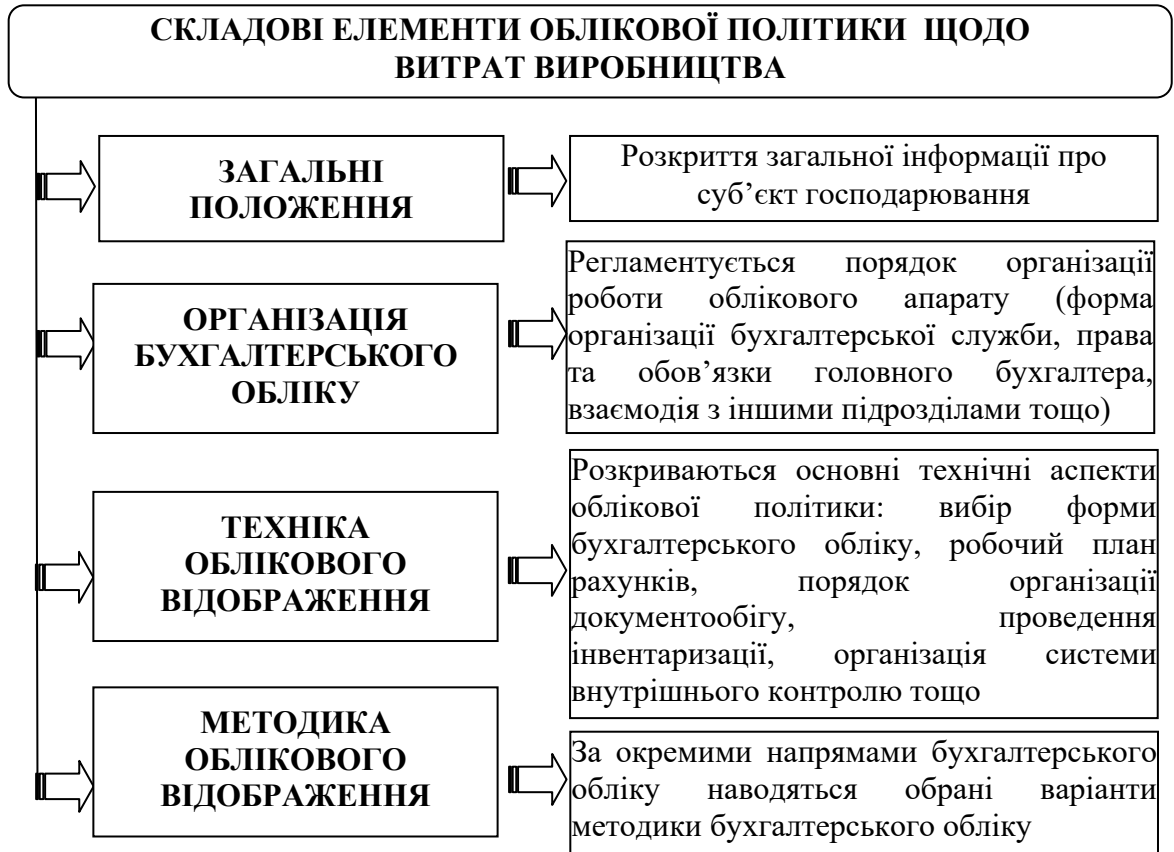 СКЛАДОВІ ЕЛЕМЕНТИ ОБЛІКОВОЇ ПОЛІТИКИ ЩОДО
ВИТРАТ ВИРОБНИЦТВА
ЗАГАЛЬНІ
ПОЛОЖЕННЯ
Розкриття загальної інформації про
суб’єкт господарювання
ОРГАНІЗАЦІЯ
БУХГАЛТЕРСЬКОГО
ОБЛІКУ
Регламентується порядок організації
роботи облікового апарату (форма
організації бухгалтерської служби, права
та обов’язки головного бухгалтера,
взаємодія з іншими підрозділами тощо)
ТЕХНІКА
ОБЛІКОВОГО
ВІДОБРАЖЕННЯ
Розкриваються основні технічні аспекти
облікової політики: вибір форми
бухгалтерського обліку, робочий план
рахунків, порядок організації
документообігу, проведення
інвентаризації, організація системи
внутрішнього контролю тощо
МЕТОДИКА
ОБЛІКОВОГО
ВІДОБРАЖЕННЯ
За окремими напрямами бухгалтерського
обліку наводяться обрані варіанти
методики бухгалтерського обліку